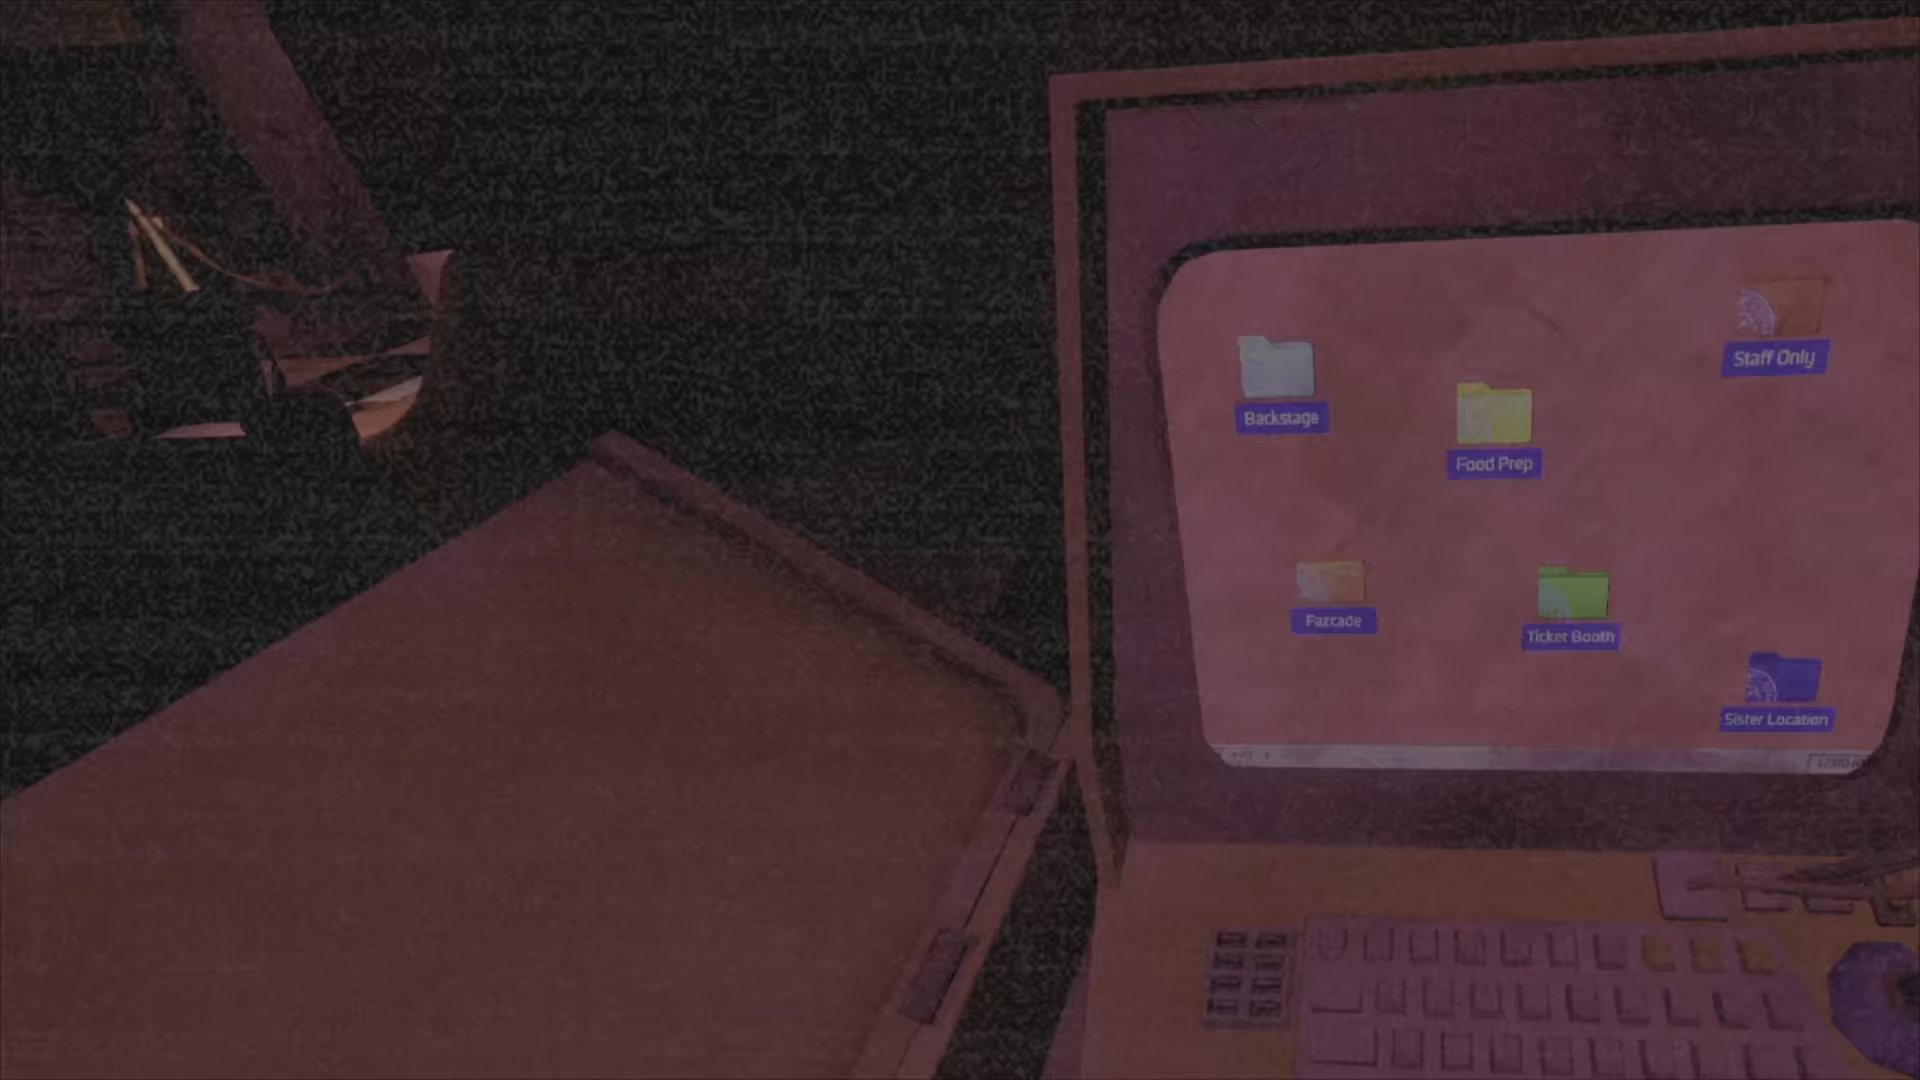 Staff Only
Backstage
Food Prep
Fazcade
Ticket Booth
Sister Location